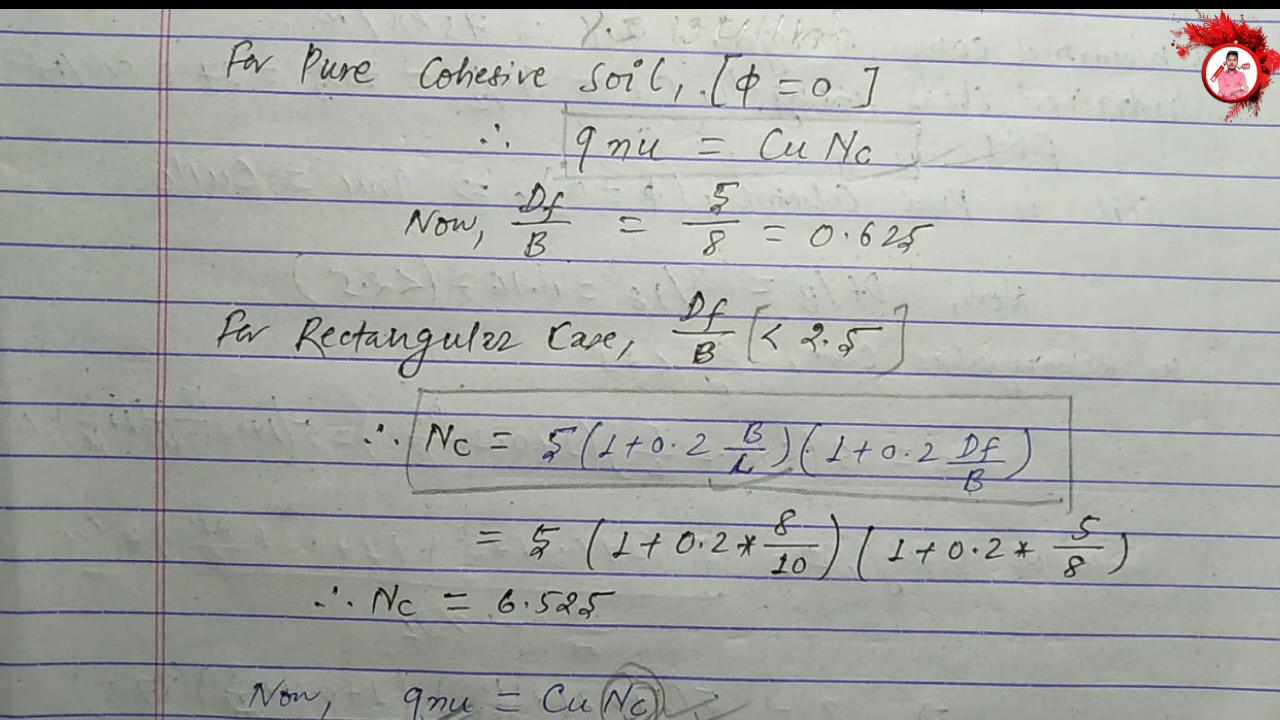 For Pure Cohesive Soil, [ϕ = 0]
∴ qnu = Cu Nc
Now, Df/B = 5/8 = 0.625
For Rectangular Case, Df/B [< 2.5]
∴ Nc = 5(1+0.2 B/L)(1+0.2 Df/B)
= 5 (1+0.2*8/10)(1+0.2*5/8)
∴ Nc = 6.525
Now, qnu = Cu Nc